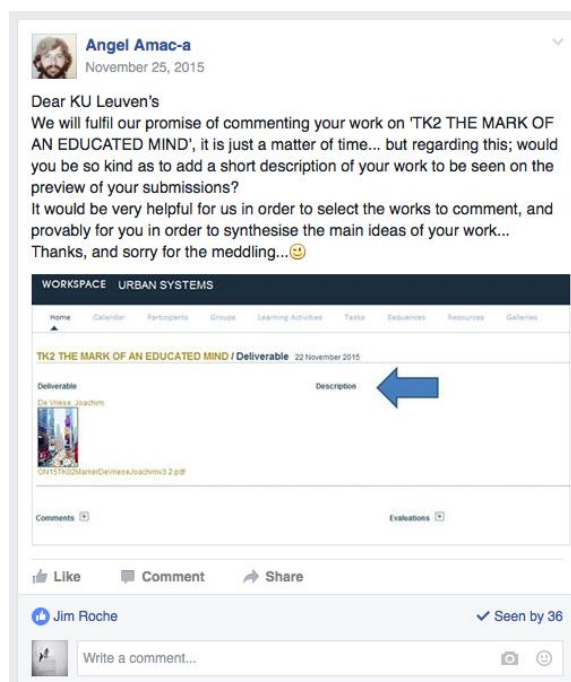 Angel Amac-a
November 25, 2015
Dear KU Leuven's
We will fulfil our promise of commenting your work on 'TK2 THE MARK OF
AN EDUCATED MIND', it is just a matter of time... but regarding this; would
you be so kind as to add a short description of your work to be seen on the
preview of your submissions?
It would be very helpful for us in order to select the works to comment, and
provably for you in order to synthesise the main ideas of your work...
Thanks, and sorry for the meddling...
WORKSPACE URBAN SYSTEMS
Home Calendar Participants Groups Learning Activities Tasks Sequences Resources Galleries
TK2 THE MARK OF AN EDUCATED MIND / Deliverable 22 November 2015
Deliverable Description
De Vriese, Joachim
Comments Evaluations
Like Comment Share
Jim Roche Seen by 36
Write a comment...